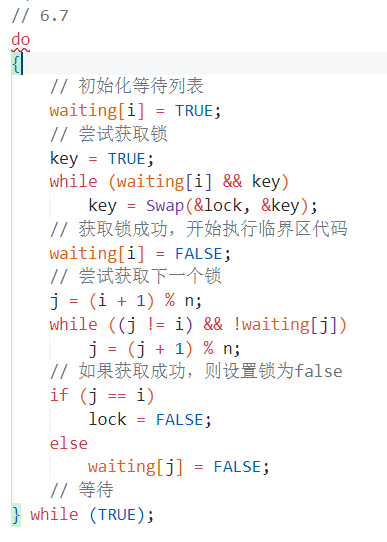 // 6.7
do
{
    // 初始化等待列表
    waiting[i] = TRUE;
    // 尝试获取锁
    key = TRUE;
    while (waiting[i] && key)
        key = Swap(&lock, &key);
    // 获取锁成功，开始执行临界区代码
    waiting[i] = FALSE;
    // 尝试获取下一个锁
    j = (i + 1) % n;
    while ((j != i) && !waiting[j])
        j = (j + 1) % n;
    // 如果获取成功，则设置锁为false
    if (j == i)
        lock = FALSE;
    else
        waiting[j] = FALSE;
    // 等待
} while (TRUE);